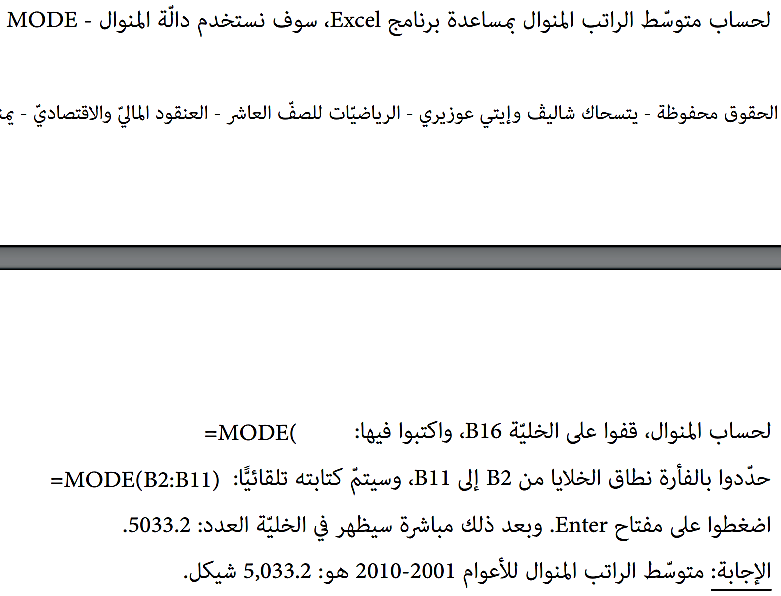 لحساب متوسّط الراتب المنوال بمساعدة برنامج Excel، سوف نستخدم دالّة المنوال - MODE
الحقوق محفوظة - يتسحاك شاليڤ وإيتي عوزيري - الرياضيّات للصفّ العاشر - العنقود الماليّ والاقتصاديّ -
لحساب المنوال، قفوا على الخليّة B16، واكتبوا فيها: =MODE(
حدّدوا بالفأرة نطاق الخلايا من B2 إلى B11، وسيتمّ كتابته تلقائيًّا: =MODE(B2:B11)
اضغطوا على مفتاح Enter. وبعد ذلك مباشرة سيظهر في الخليّة العدد: 5033.2.
الإجابة: متوسّط الراتب المنوال للأعوام 2001-2010 هو: 5,033.2 شيكل.